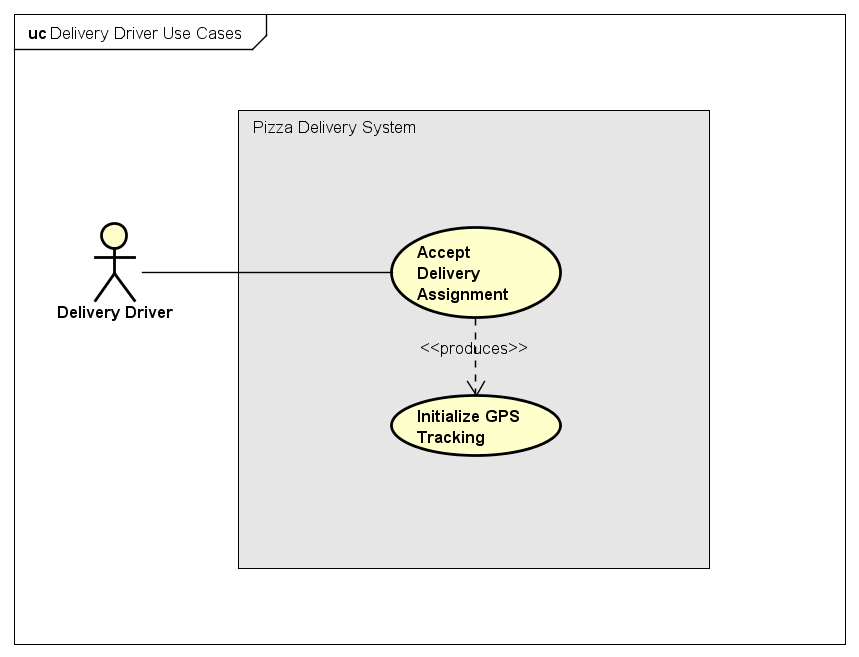 uc Delivery Driver Use Cases
Pizza Delivery System
Accept
Delivery
Assignment
Delivery Driver
<<produces>>
Initialize GPS
Tracking